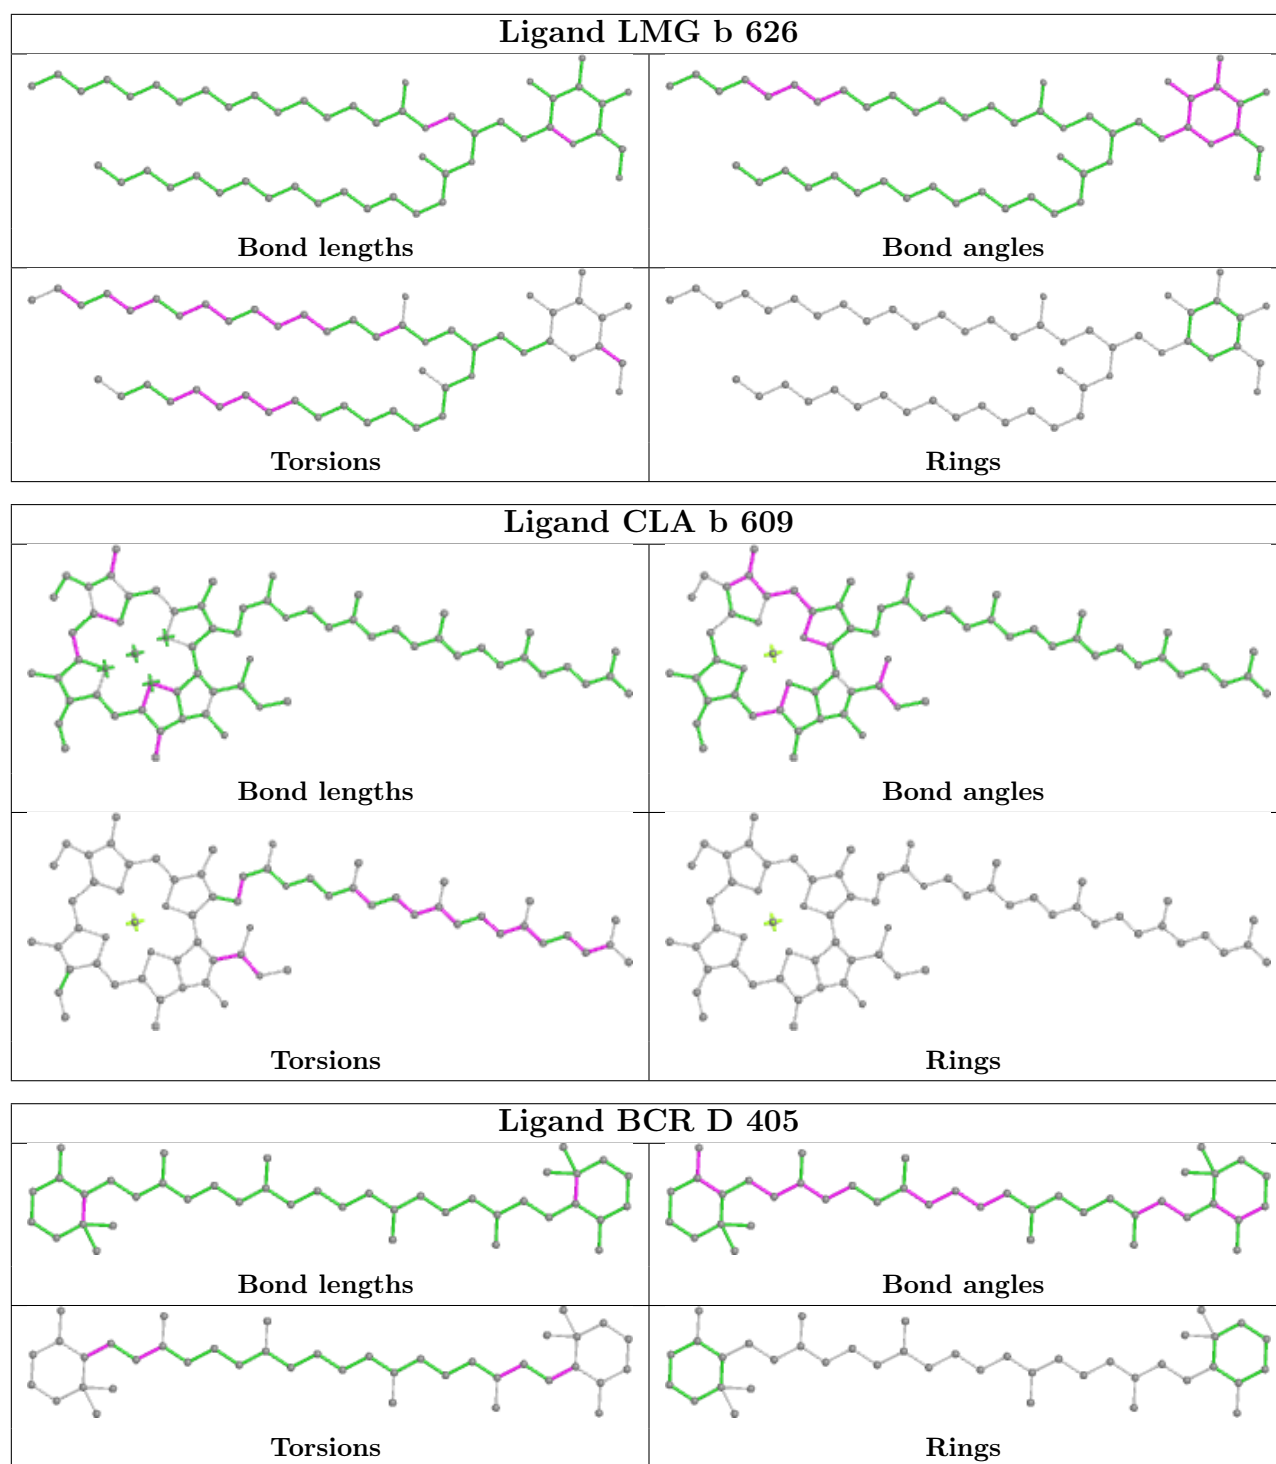 Ligand LMG b 626
Bond lengths
Bond angles
Torsions
Rings
Ligand CLA b 609
Bond lengths
Bond angles
Torsions
Rings
Ligand BCR D 405
Bond lengths
Bond angles
Torsions
Rings